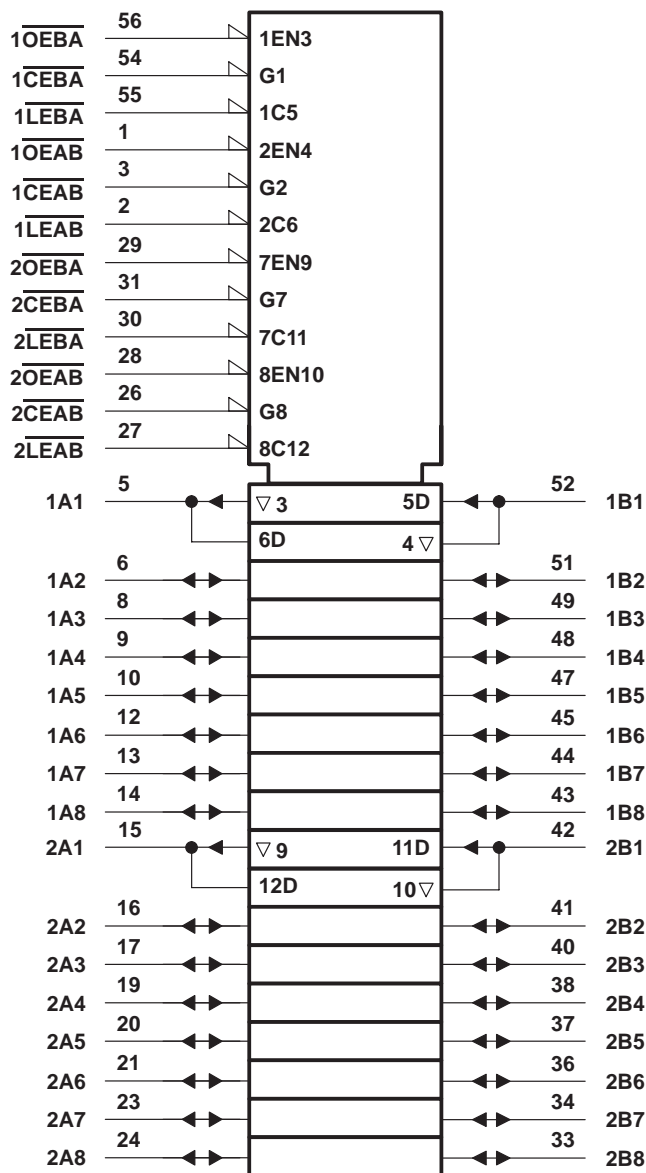 1OEBA 56 1EN3
1CEBA 54 G1
1LEBA 55 1C5
1OEAB 1 2EN4
1CEAB 3 G2
1LEAB 2 2C6
2OEBA 29 7EN9
2CEBA 31 G7
2LEBA 30 7C11
2OEAB 28 8EN10
2CEAB 26 G8
2LEAB 27 8C12
1A1 5 ▽ 3 5D 52 1B1
6D 4 ▽
1A2 6 51 1B2
1A3 8 49 1B3
1A4 9 48 1B4
1A5 10 47 1B5
1A6 12 45 1B6
1A7 13 44 1B7
1A8 14 43 1B8
2A1 15 ▽ 9 11D 42 2B1
12D 10 ▽
2A2 16 41 2B2
2A3 17 40 2B3
2A4 19 38 2B4
2A5 20 37 2B5
2A6 21 36 2B6
2A7 23 34 2B7
2A8 24 33 2B8